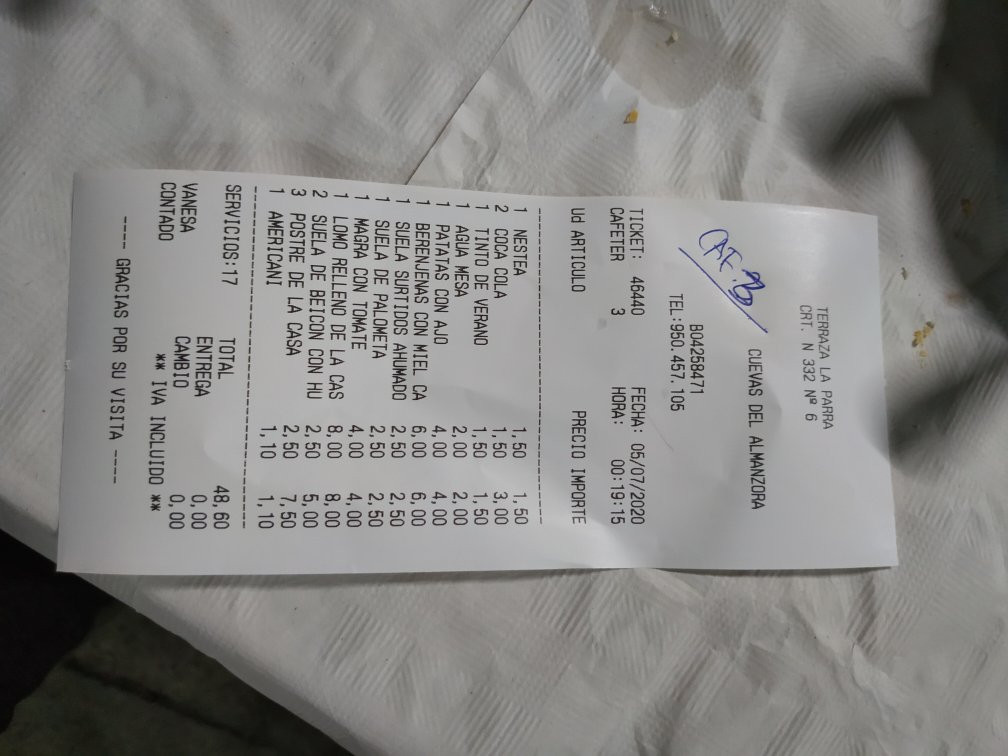 TERRAZA LA PARRA
CRT. N 332 Nº 6
CUEVAS DEL ALMANZORA
CAF.3
B04258471
TEL:950.457.105
TICKET: 46440 FECHA: 05/07/2020
CAFETER 3 HORA: 00:19:15
Ud ARTICULO PRECIO IMPORTE
----------------------------------------
1 NESTEA 1,50 1,50
2 COCA COLA 1,50 3,00
1 TINTO DE VERANO 1,50 1,50
1 AGUA MESA 2,00 2,00
1 PATATAS CON AJO 4,00 4,00
1 BERENJENAS CON MIEL CA 6,00 6,00
1 SUELA SURTIDOS AHUMADO 2,50 2,50
1 SUELA DE PALOMETA 2,50 2,50
1 MAGRA CON TOMATE 4,00 4,00
1 LOMO RELLENO DE LA CAS 8,00 8,00
2 SUELA DE BEICON CON HU 2,50 5,00
3 POSTRE DE LA CASA 2,50 7,50
1 AMERICANI 1,10 1,10
----------------------------------------
SERVICIOS:17 TOTAL 48,60
ENTREGA 0,00
VANESA CAMBIO 0,00
CONTADO ** IVA INCLUIDO **
---- GRACIAS POR SU VISITA ----